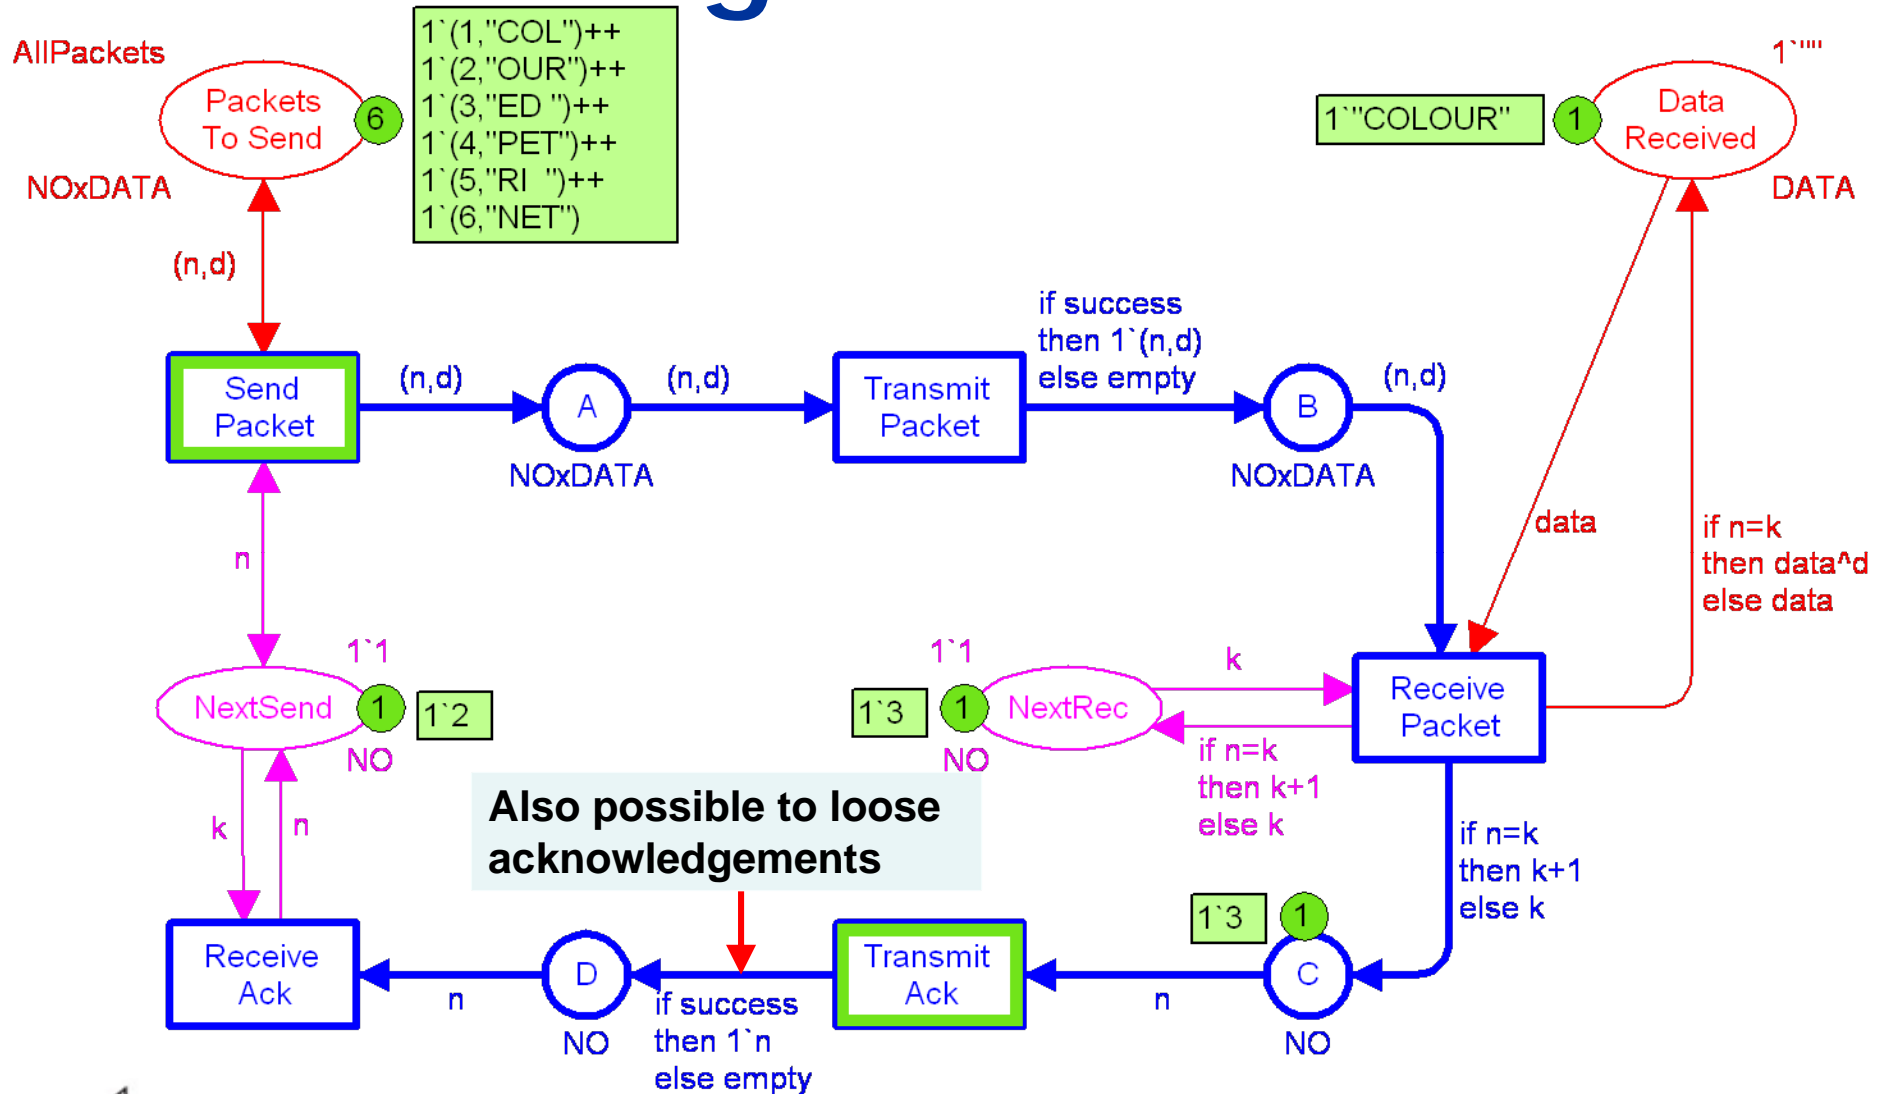 g
AllPackets
Packets
To Send
6
1`(1,"COL")++
1`(2,"OUR")++
1`(3,"ED ")++
1`(4,"PET")++
1`(5,"RI  ")++
1`(6,"NET")
NOxDATA
1`""
1`"COLOUR"
1
Data
Received
DATA
(n,d)
Send
Packet
(n,d)
A
NOxDATA
(n,d)
Transmit
Packet
if success
then 1`(n,d)
else empty
B
NOxDATA
(n,d)
data
if n=k
then data^d
else data
n
1`1
NextSend
1
1`2
NO
1`1
1`3
1
NextRec
NO
k
if n=k
then k+1
else k
Receive
Packet
k
n
Also possible to loose
acknowledgements
if n=k
then k+1
else k
1`3
1
Receive
Ack
n
D
NO
if success
then 1`n
else empty
Transmit
Ack
n
C
NO